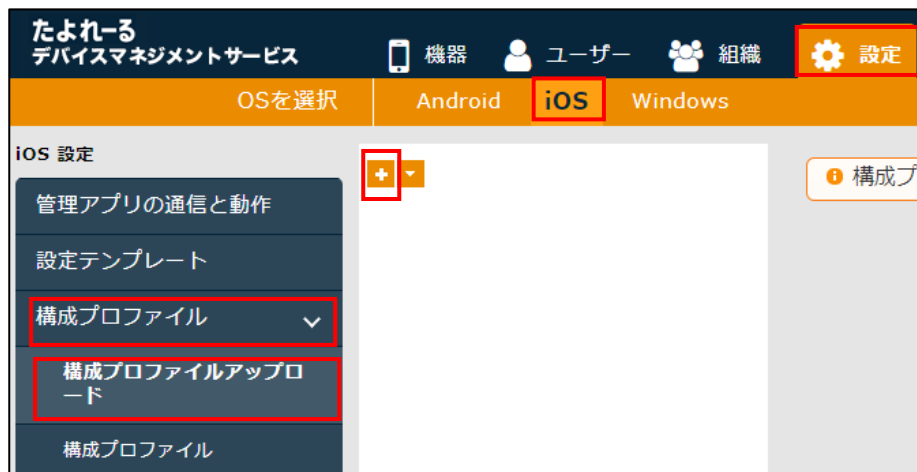 たよれーる
デバイスマネジメントサービス
機器 ユーザー 組織 設定
OSを選択 Android iOS Windows
iOS 設定
構成プ
管理アプリの通信と動作
設定テンプレート
構成プロファイル
構成プロファイルアップロ
ード
構成プロファイル